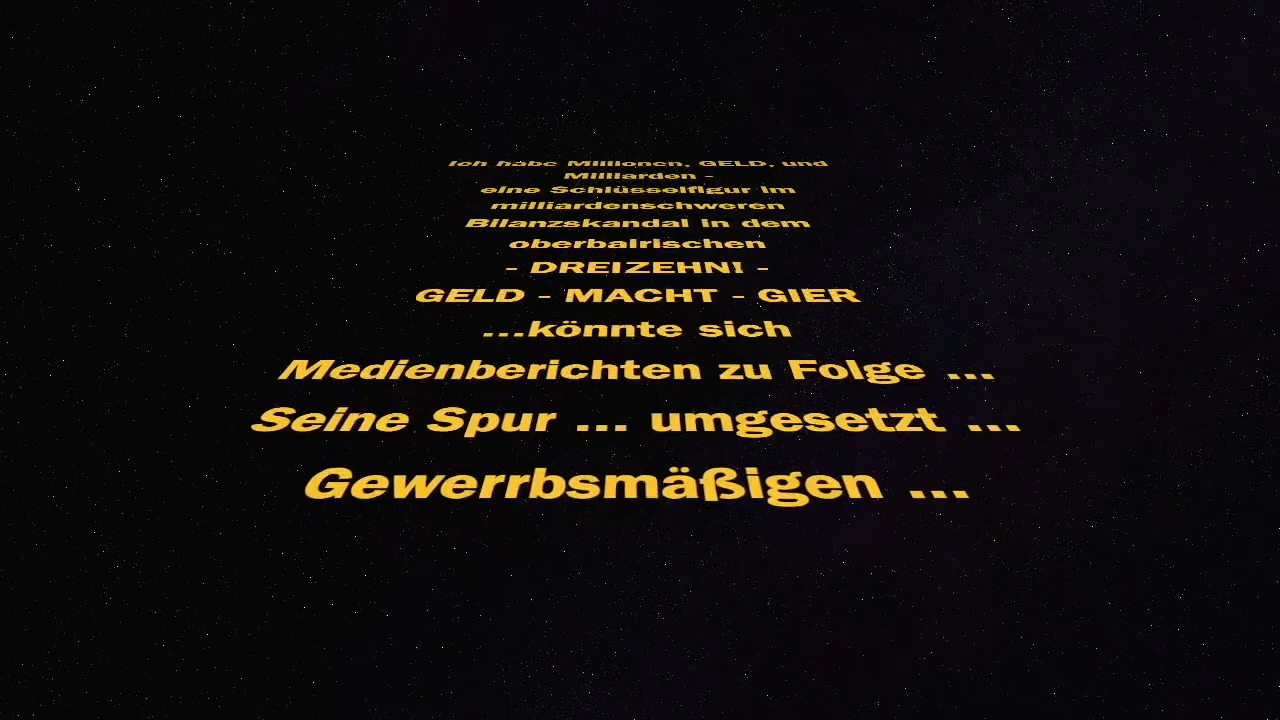 Ich habe Millionen, GELD, und
Milliarden -
eine Schlüsselfigur im
milliardenschweren
Bilanzskandal in dem
oberbairischen
- DREIZEHN! -
GELD - MACHT - GIER
...könnte sich
Medienberichten zu Folge ...
Seine Spur ... umgesetzt ...
Gewerrbsmäßigen ...